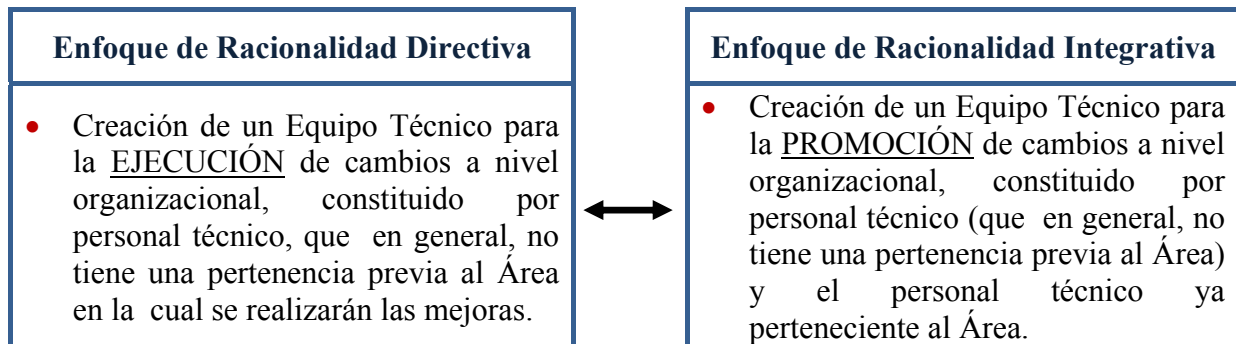 Enfoque de Racionalidad Directiva
• Creación de un Equipo Técnico para
la EJECUCIÓN de cambios a nivel
organizacional, constituido por
personal técnico, que en general, no
tiene una pertenencia previa al Área
en la cual se realizarán las mejoras.
Enfoque de Racionalidad Integrativa
• Creación de un Equipo Técnico para
la PROMOCIÓN de cambios a nivel
organizacional, constituido por
personal técnico (que en general, no
tiene una pertenencia previa al Área)
y el personal técnico ya
perteneciente al Área.